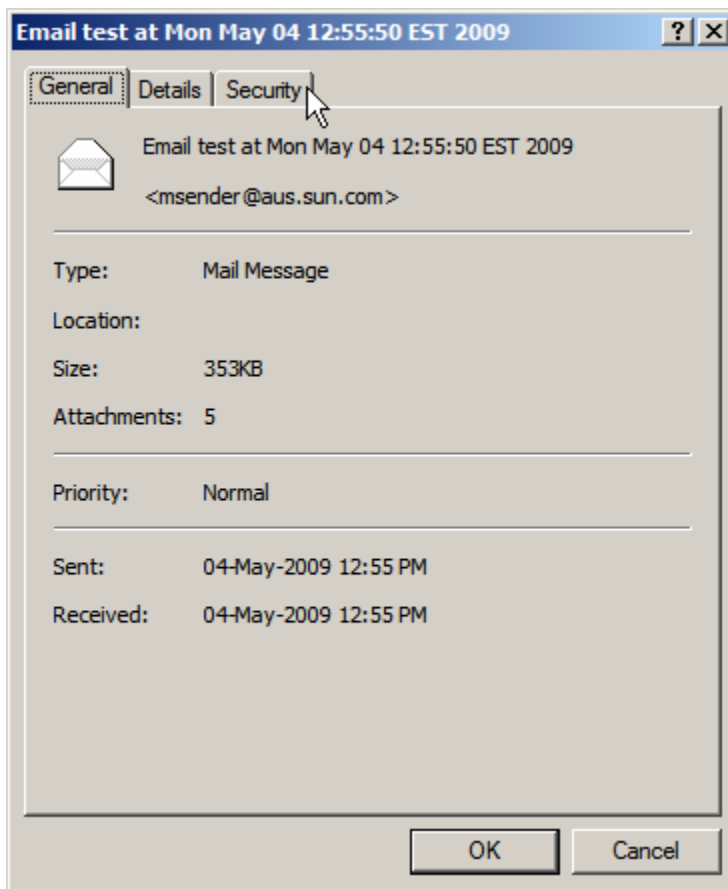 Email test at Mon May 04 12:55:50 EST 2009 ? X
General Details Security
Email test at Mon May 04 12:55:50 EST 2009
<msender@aus.sun.com>
Type: Mail Message
Location:
Size: 353KB
Attachments: 5
Priority: Normal
Sent: 04-May-2009 12:55 PM
Received: 04-May-2009 12:55 PM
OK Cancel